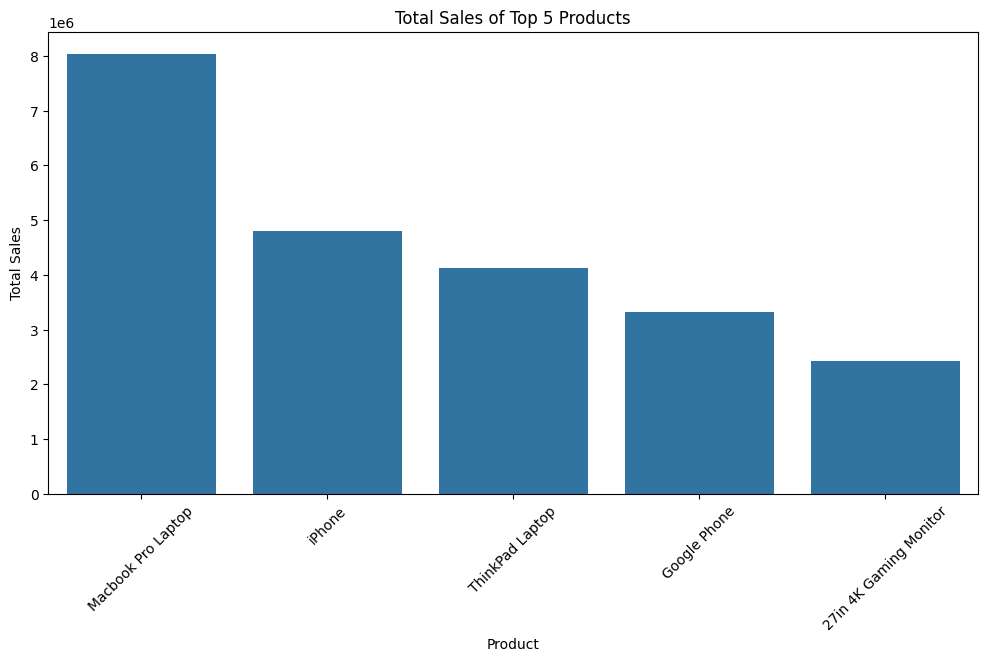 Total Sales of Top 5 Products
1e6
Total Sales
8
7
6
5
4
3
2
1
0
Macbook Pro Laptop
iPhone
ThinkPad Laptop
Google Phone
27in 4K Gaming Monitor
Product